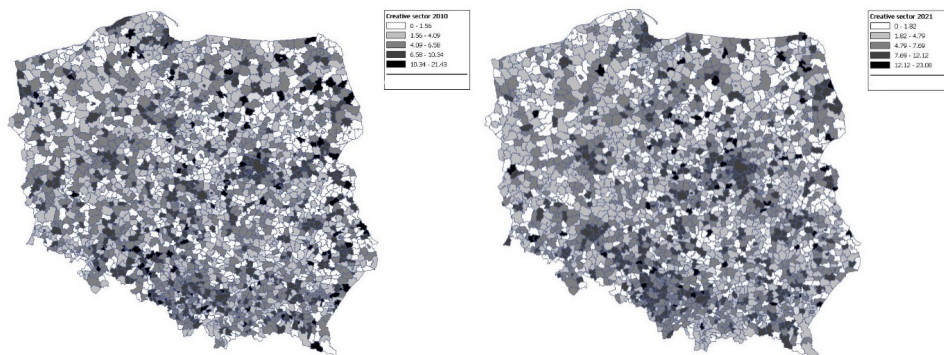 Creative sector 2010
0 - 1.56
1.56 - 4.09
4.09 - 6.58
6.58 - 10.34
10.34 - 21.43
Creative sector 2021
0 - 1.82
1.82 - 4.79
4.79 - 7.69
7.69 - 12.12
12.12 - 23.08